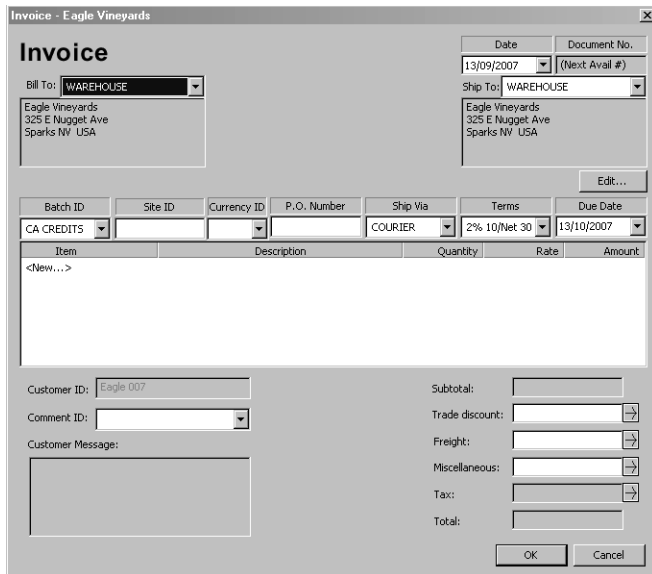 Invoice - Eagle Vineyards
Invoice
Date Document No.
13/09/2007 (Next Avail #)
Bill To: WAREHOUSE Ship To: WAREHOUSE
Eagle Vineyards Eagle Vineyards
325 E Nugget Ave 325 E Nugget Ave
Sparks NV USA Sparks NV USA
Edit...
Batch ID Site ID Currency ID P.O. Number Ship Via Terms Due Date
CA CREDITS COURIER 2% 10/Net 30 13/10/2007
Item Description Quantity Rate Amount
<New...>
Customer ID: Eagle 007 Subtotal:
Comment ID: Trade discount:
Customer Message: Freight:
Miscellaneous:
Tax:
Total:
OK Cancel